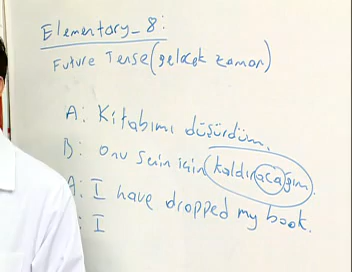 Elementary_8:
Future Tense (gelecek zaman)
A: Kitabımı düşürdüm.
B: onu senin için kaldıracağım.
A: I have dropped my book.
: I